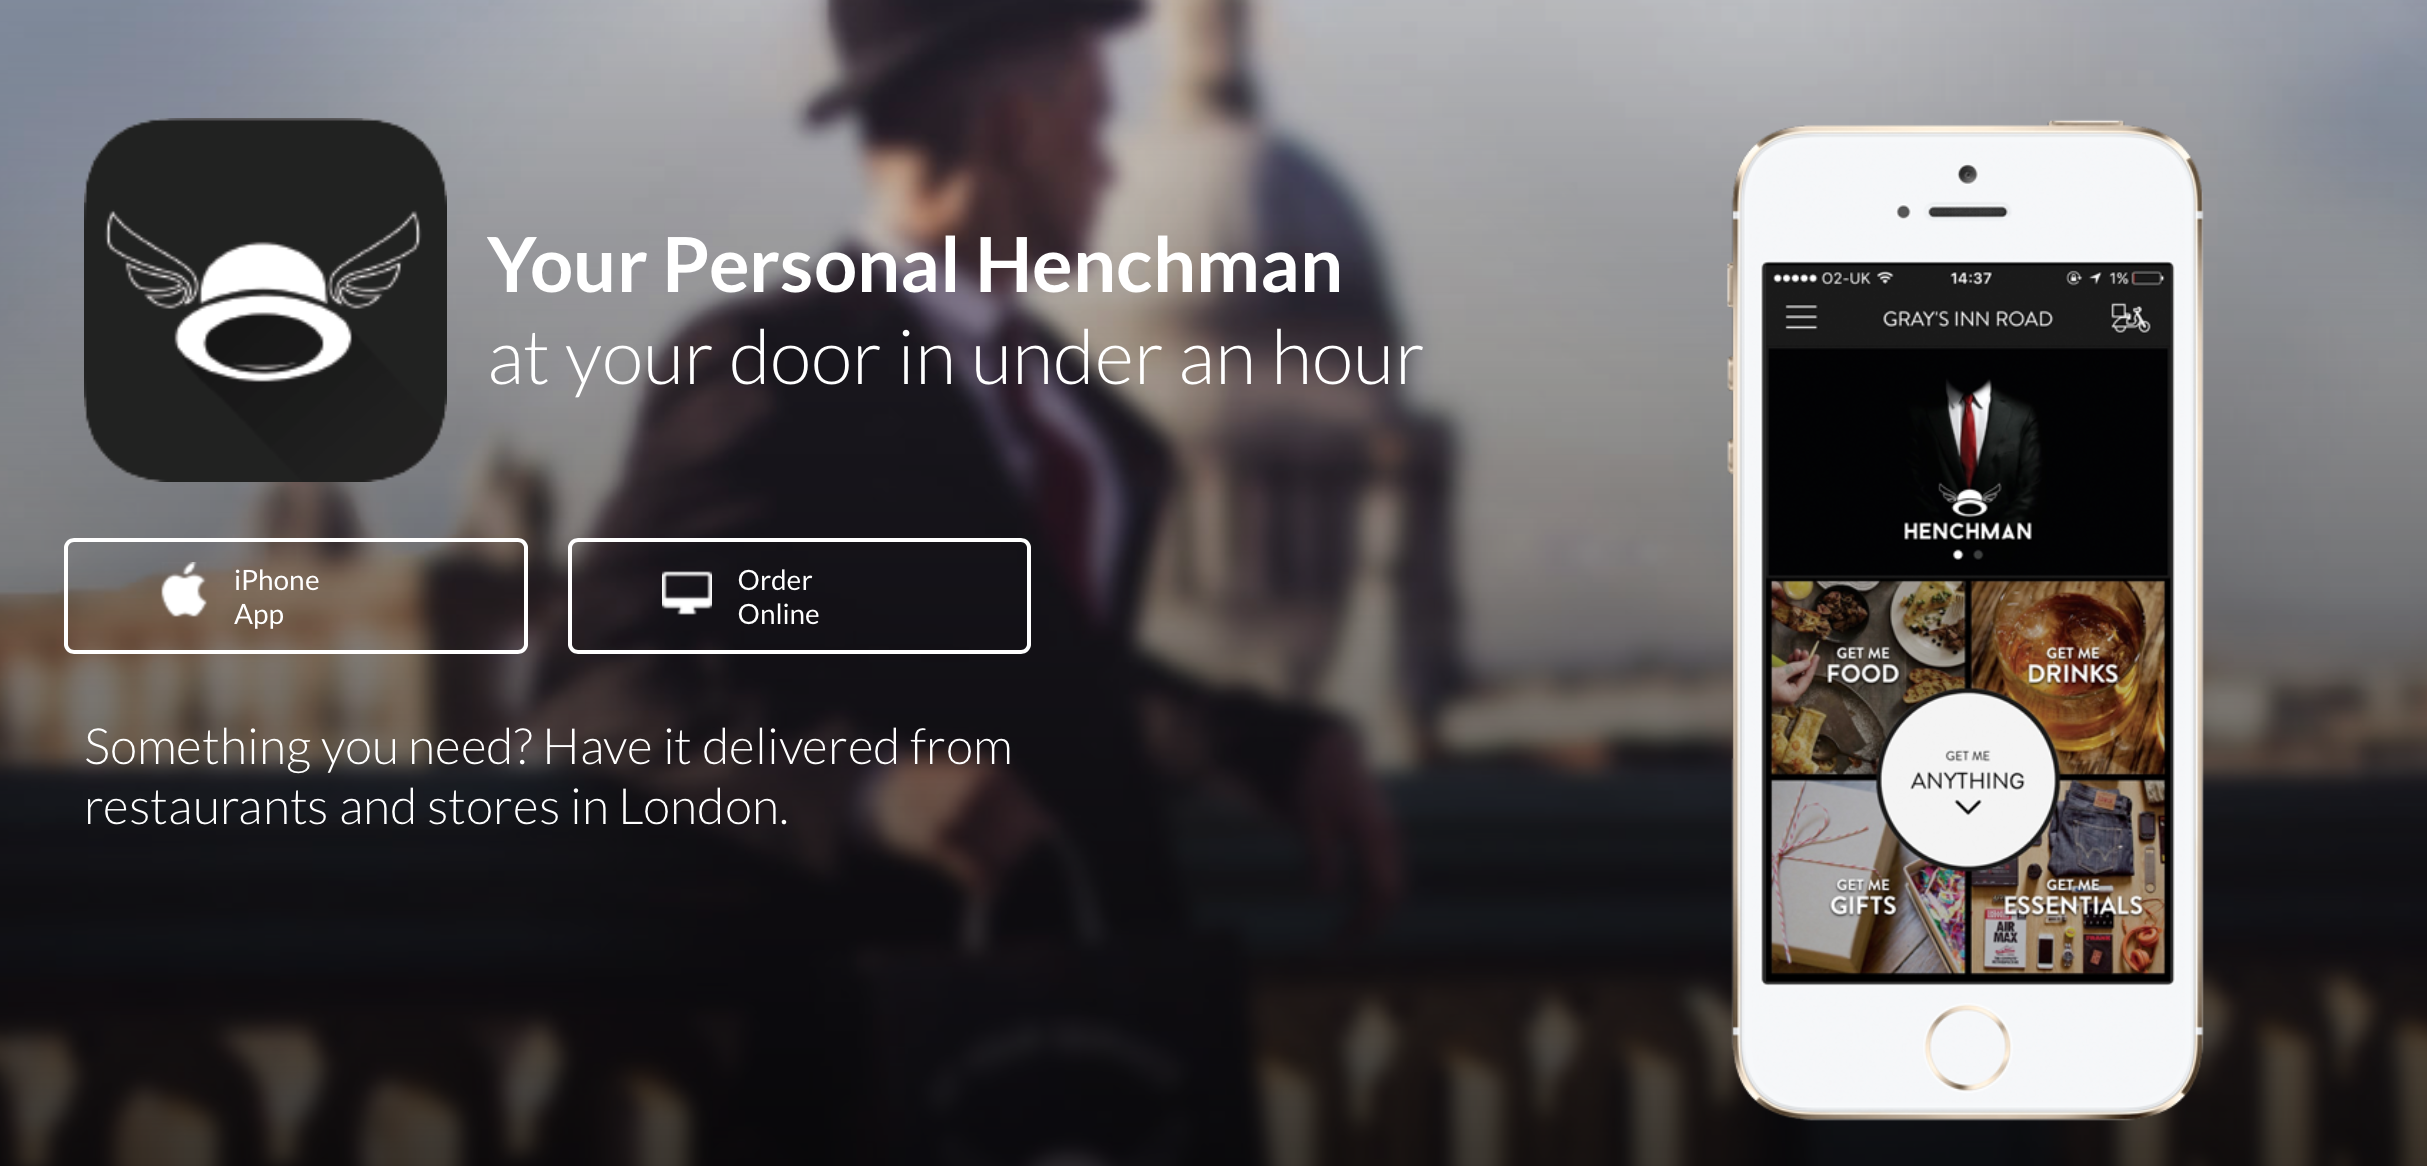 Your Personal Henchman
at your door in under an hour
iPhone
App
Order
Online
Something you need? Have it delivered from
restaurants and stores in London.
O2-UK 14:37 1%
GRAY'S INN ROAD
HENCHMAN
GET ME
FOOD
GET ME
DRINKS
GET ME
ANYTHING
GET ME
GIFTS
GET ME
ESSENTIALS
AIR
MAX